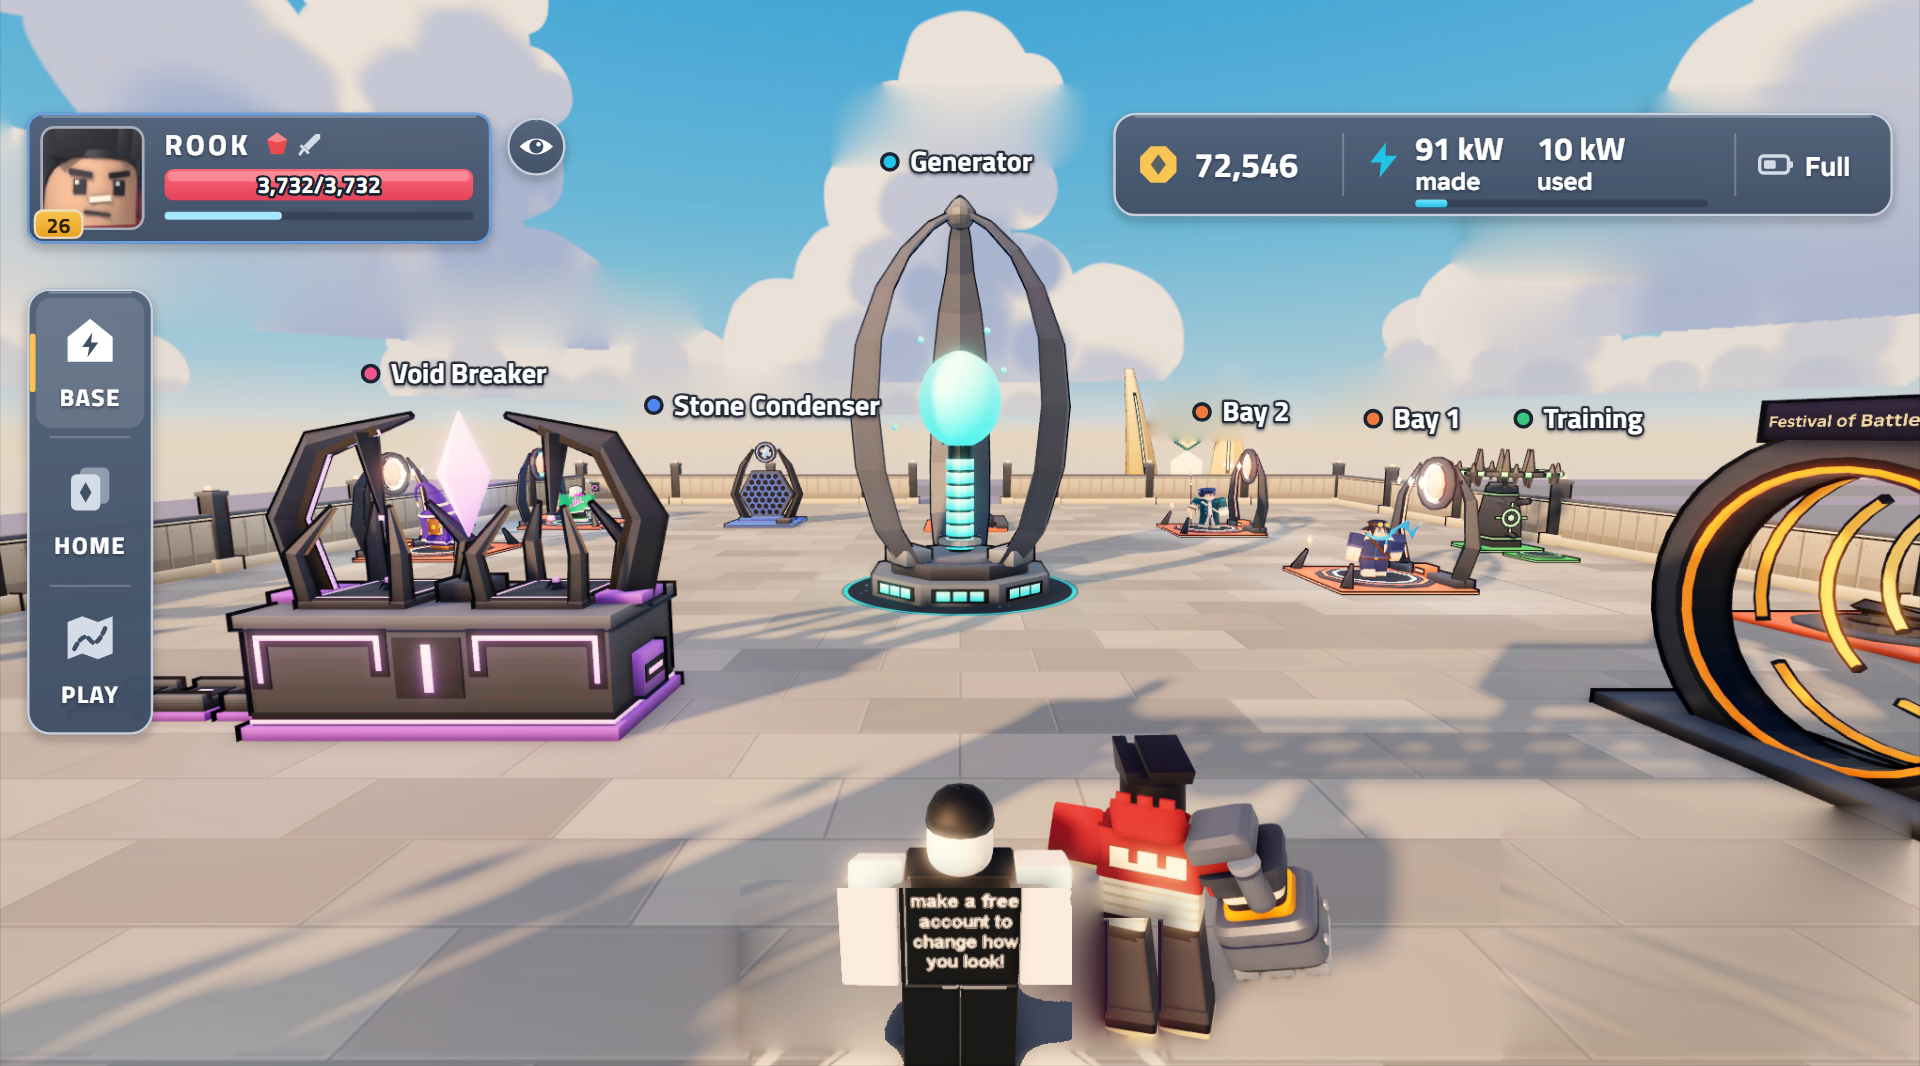 ROOK
3,732/3,732
26
72,546
91 kW
made
10 kW
used
Full
BASE
HOME
PLAY
Generator
Void Breaker
Stone Condenser
Bay 2
Bay 1
Training
Festival of Battle
make a free
account to
change how
you look!